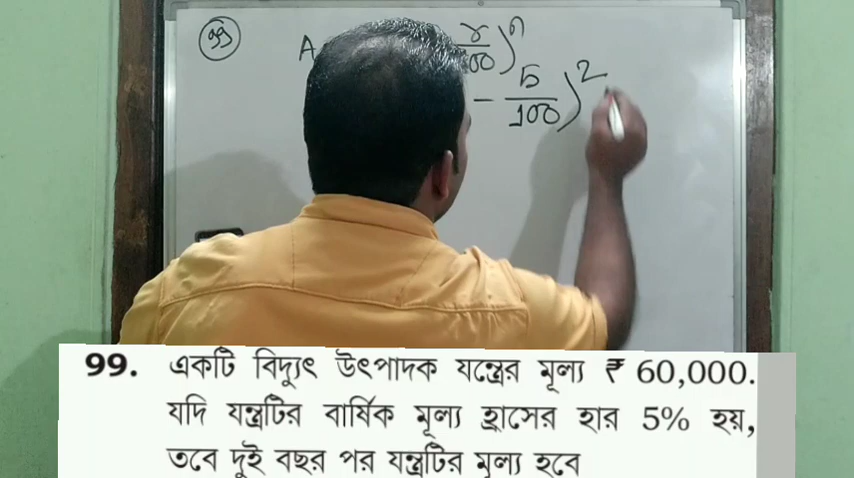 99
A r/100)ⁿ
- 5/100)²
99. একটি বিদ্যুৎ উৎপাদক যন্ত্রের মূল্য ₹ 60,000.
যদি যন্ত্রটির বার্ষিক মূল্য হ্রাসের হার 5% হয়,
তবে দুই বছর পর যন্ত্রটির মূল্য হবে